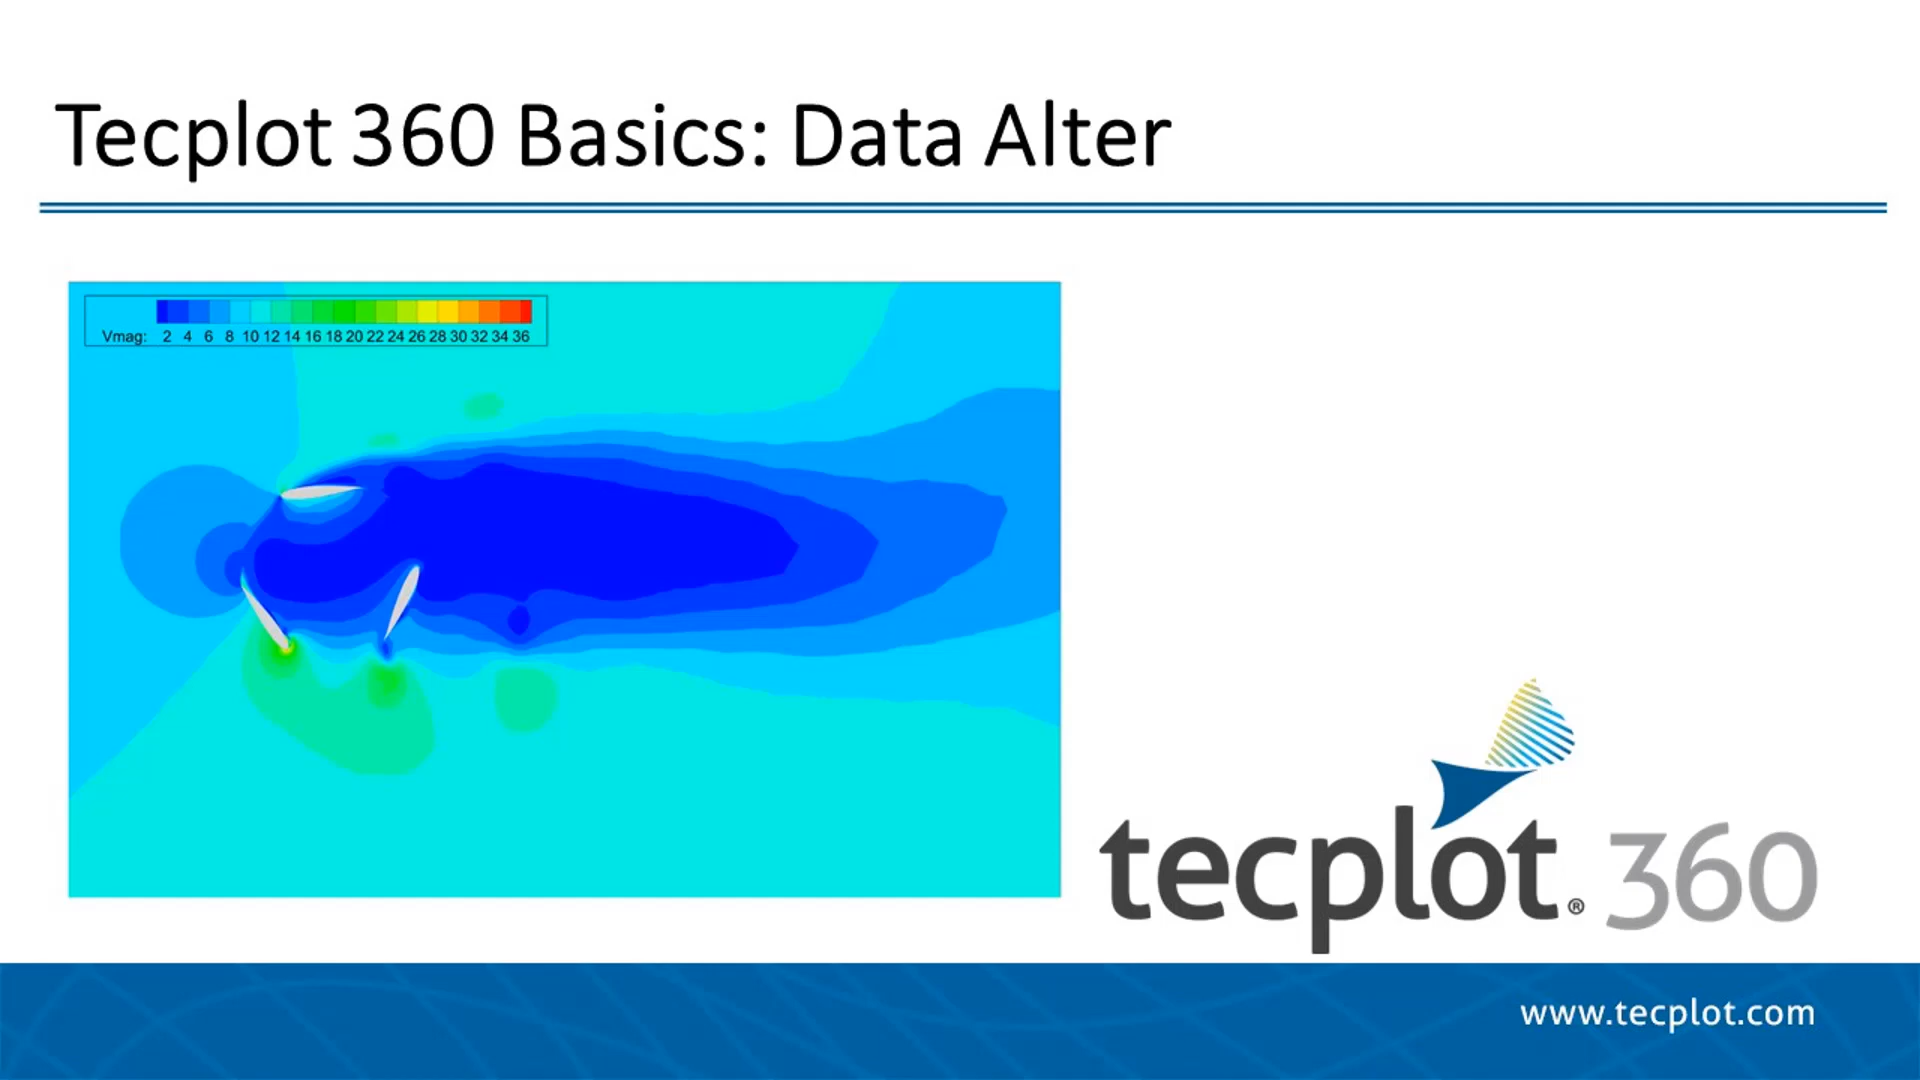 Tecplot 360 Basics: Data Alter
Vmag: 2 4 6 8 10 12 14 16 18 20 22 24 26 28 30 32 34 36
tecplot® 360
www.tecplot.com